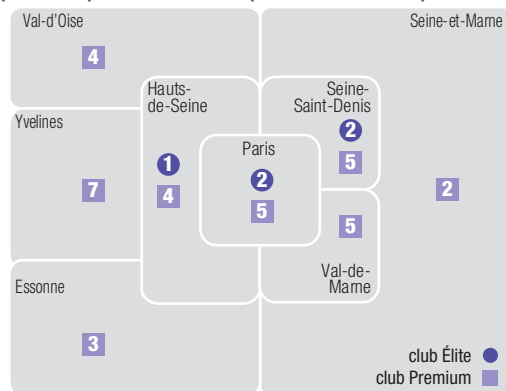 Val-d'Oise
4
Seine-et-Marne
2
Hauts-
de-Seine
1
4
Seine-
Saint-Denis
2
5
Yvelines
7
Paris
2
5
5
Val-de-
Marne
Essonne
3
club Élite
club Premium